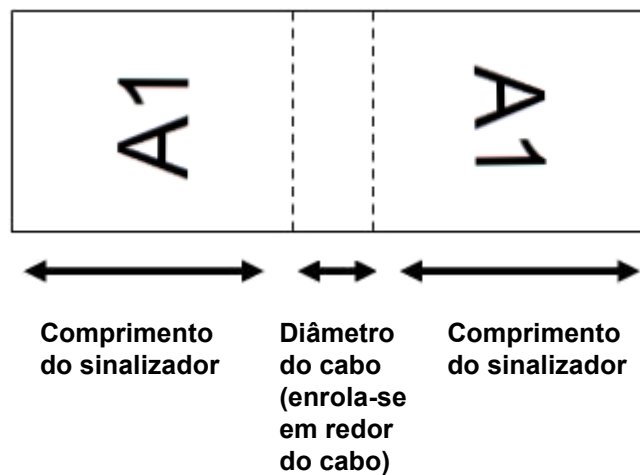 A1
A1
Comprimento
do sinalizador
Diâmetro
do cabo
(enrola-se
em redor
do cabo)
Comprimento
do sinalizador